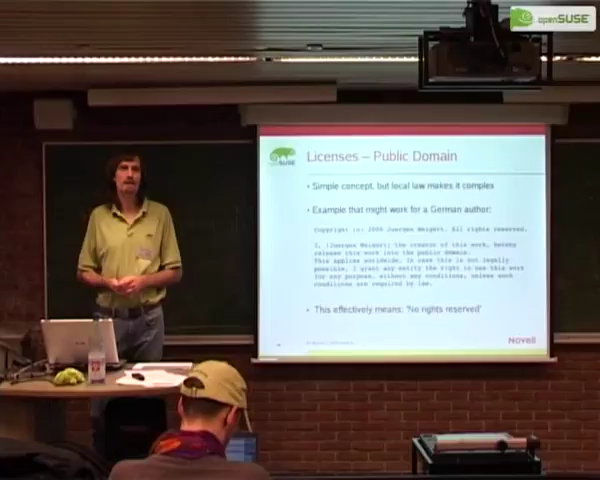 openSUSE
Licenses – Public Domain
SUSE
• Simple concept, but local law makes it complex
• Example that might work for a German author:
Copyright (c) 2009 Juergen Weigert. All rights reserved.
I, [Juergen Weigert] the creator of this work, hereby
release this work into the public domain.
This applies worldwide. In case this is not legally
possible, I grant any entity the right to use this work
for any purpose, without any conditions, unless such
conditions are required by law.
• This effectively means: 'No rights reserved'
Novell